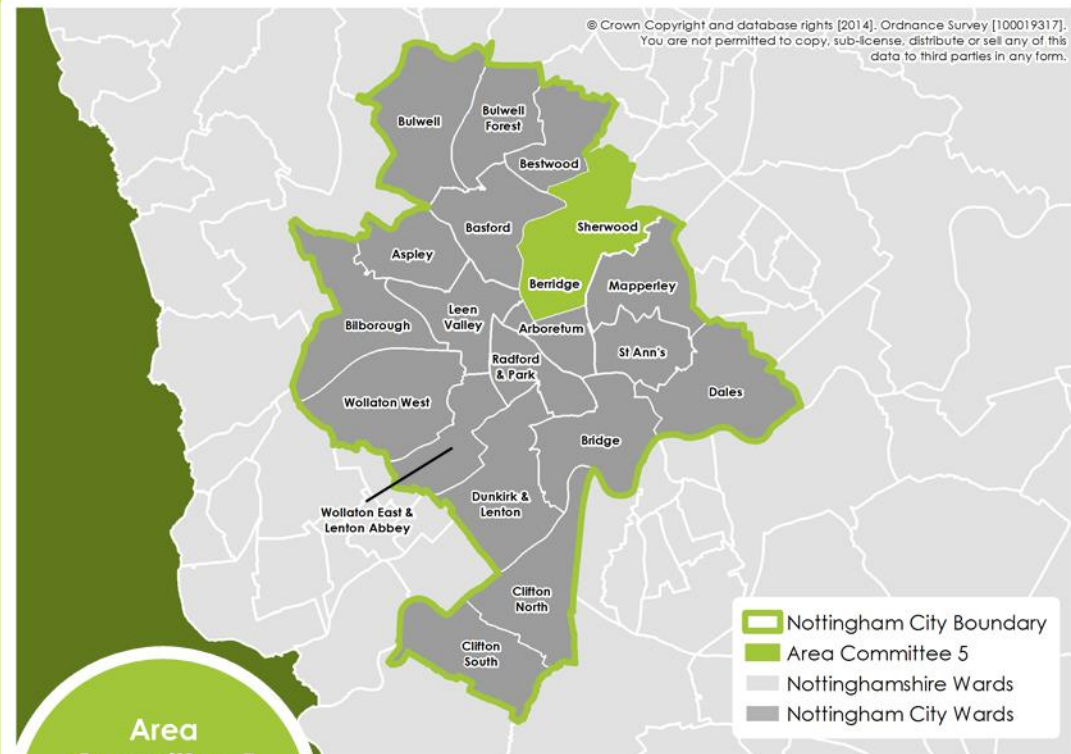 © Crown Copyright and database rights [2014]. Ordnance Survey [100019317].
You are not permitted to copy, sub-license, distribute or sell any of this
data to third parties in any form.
Bulwell
Bulwell
Forest
Bestwood
Basford
Sherwood
Aspley
Berridge
Mapperley
Leen
Valley
Bilborough
Arboretum
St Ann's
Radford
& Park
Dales
Wollaton West
Bridge
Dunkirk &
Lenton
Wollaton East &
Lenton Abbey
Clifton
North
Clifton
South
Nottingham City Boundary
Area Committee 5
Nottinghamshire Wards
Nottingham City Wards
Area